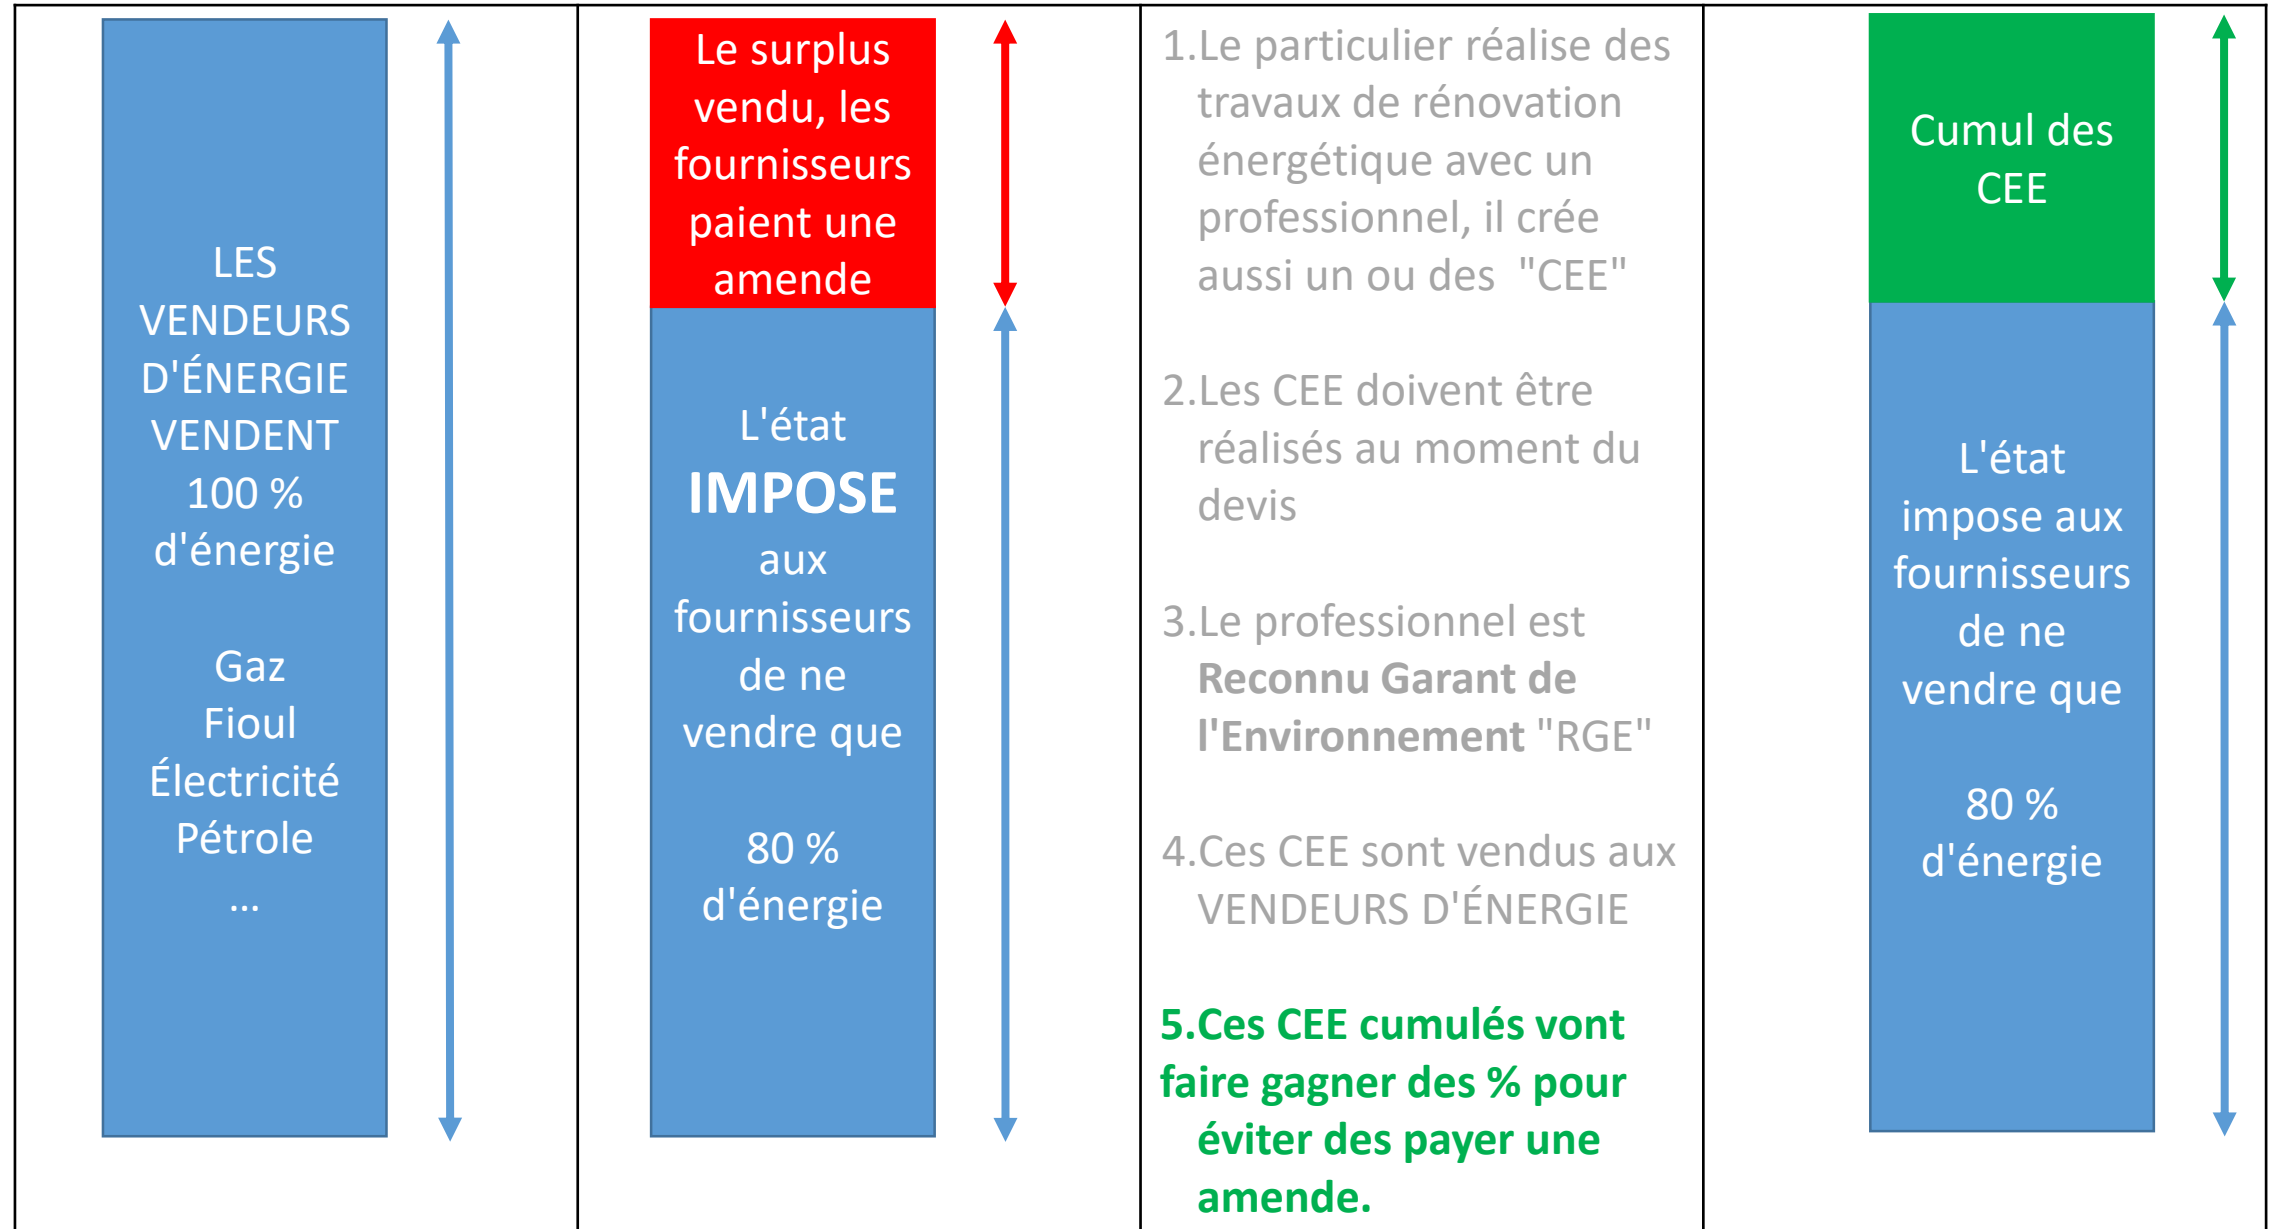 LES
VENDEURS
D'ÉNERGIE
VENDENT
100 %
d'énergie
Gaz
Fioul
Électricité
Pétrole
...
Le surplus
vendu, les
fournisseurs
paient une
amende
L'état
IMPOSE
aux
fournisseurs
de ne
vendre que
80 %
d'énergie
1.Le particulier réalise des
travaux de rénovation
énergétique avec un
professionnel, il crée
aussi un ou des "CEE"
2.Les CEE doivent être
réalisés au moment du
devis
3.Le professionnel est
Reconnu Garant de
l'Environnement "RGE"
4.Ces CEE sont vendus aux
VENDEURS D'ÉNERGIE
5.Ces CEE cumulés vont
faire gagner des % pour
éviter des payer une
amende.
Cumul des
CEE
L'état
impose aux
fournisseurs
de ne
vendre que
80 %
d'énergie